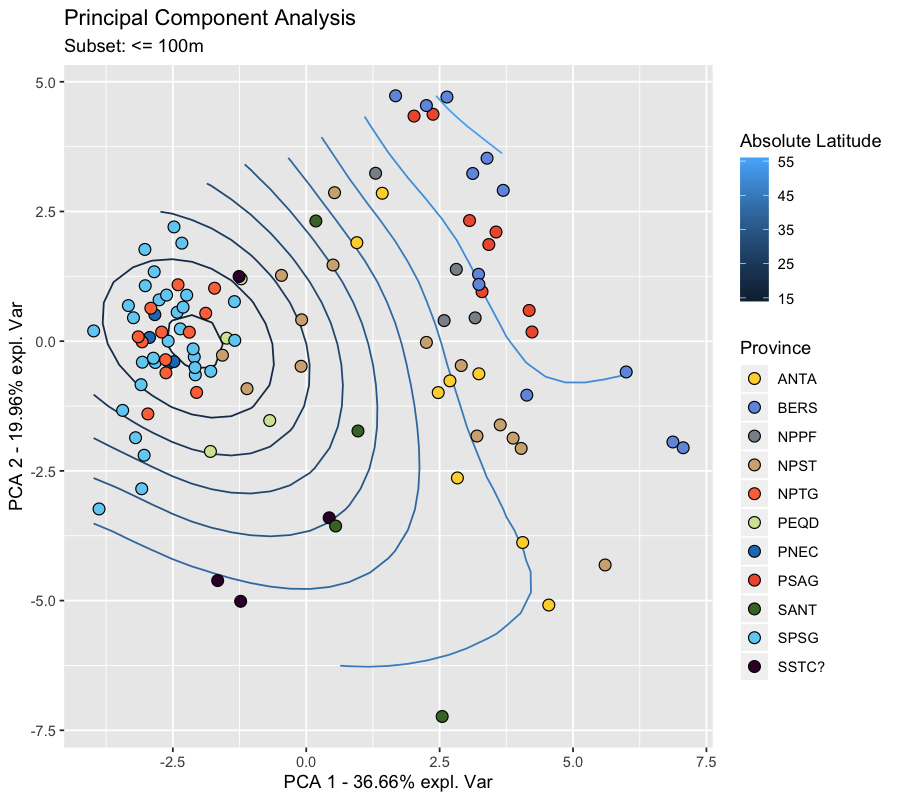 Principal Component Analysis
Subset: <= 100m
5.0
2.5
0.0
-2.5
-5.0
-7.5
PCA 2 - 19.96% expl. Var
-2.5
0.0
2.5
5.0
7.5
PCA 1 - 36.66% expl. Var
Absolute Latitude
55
45
35
25
15
Province
ANTA
BERS
NPPF
NPST
NPTG
PEQD
PNEC
PSAG
SANT
SPSG
SSTC?